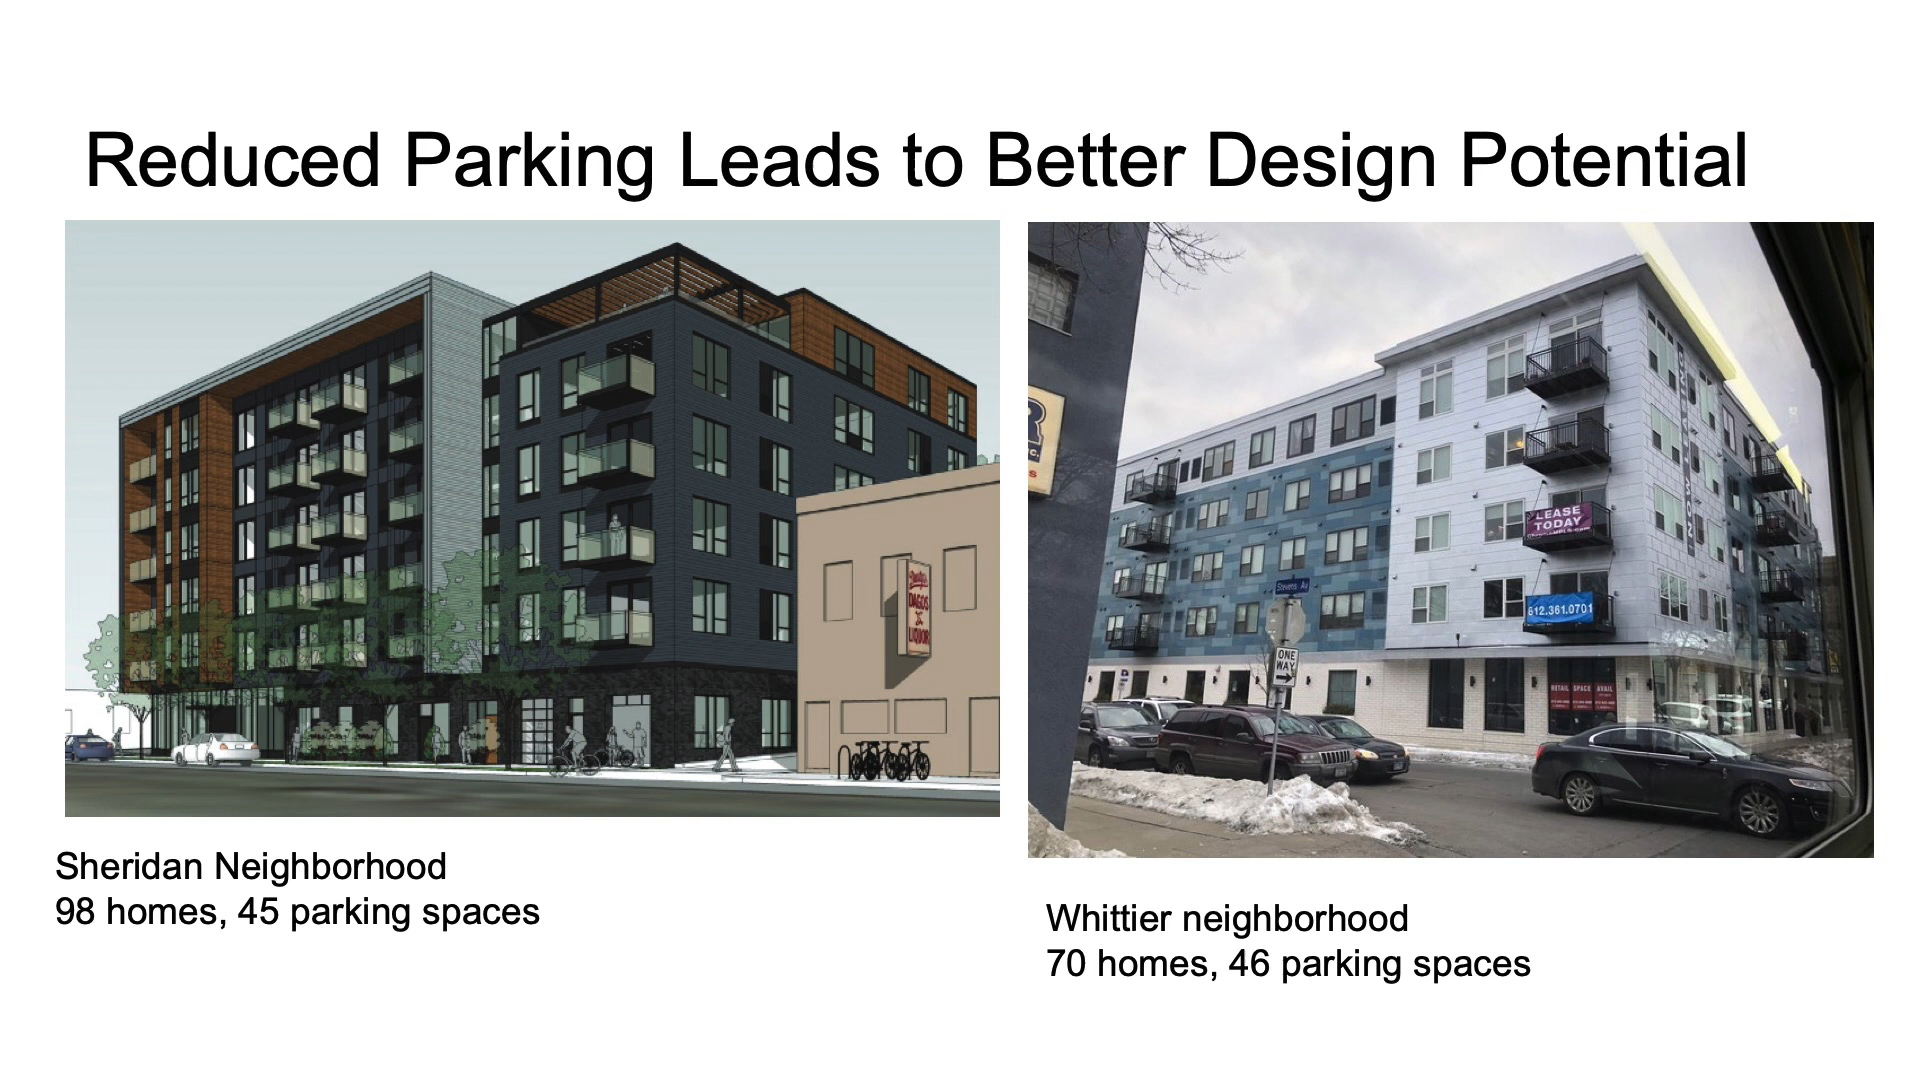 Reduced Parking Leads to Better Design Potential
DAGOS
LIQUOR
R
LEASE
TODAY
Stevens Av
612.361.0701
ONE
WAY
RETAIL SPACE AVAIL
Sheridan Neighborhood
98 homes, 45 parking spaces
Whittier neighborhood
70 homes, 46 parking spaces